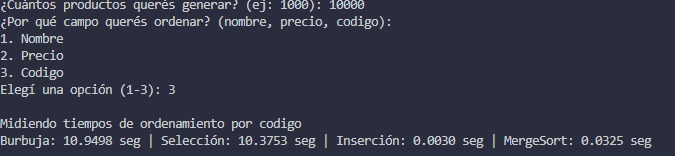 ¿Cuántos productos querés generar? (ej: 1000): 10000
¿Por qué campo querés ordenar? (nombre, precio, codigo):
1. Nombre
2. Precio
3. Codigo
Elegí una opción (1-3): 3
Midiendo tiempos de ordenamiento por codigo
Burbuja: 10.9498 seg | Selección: 10.3753 seg | Inserción: 0.0030 seg | MergeSort: 0.0325 seg